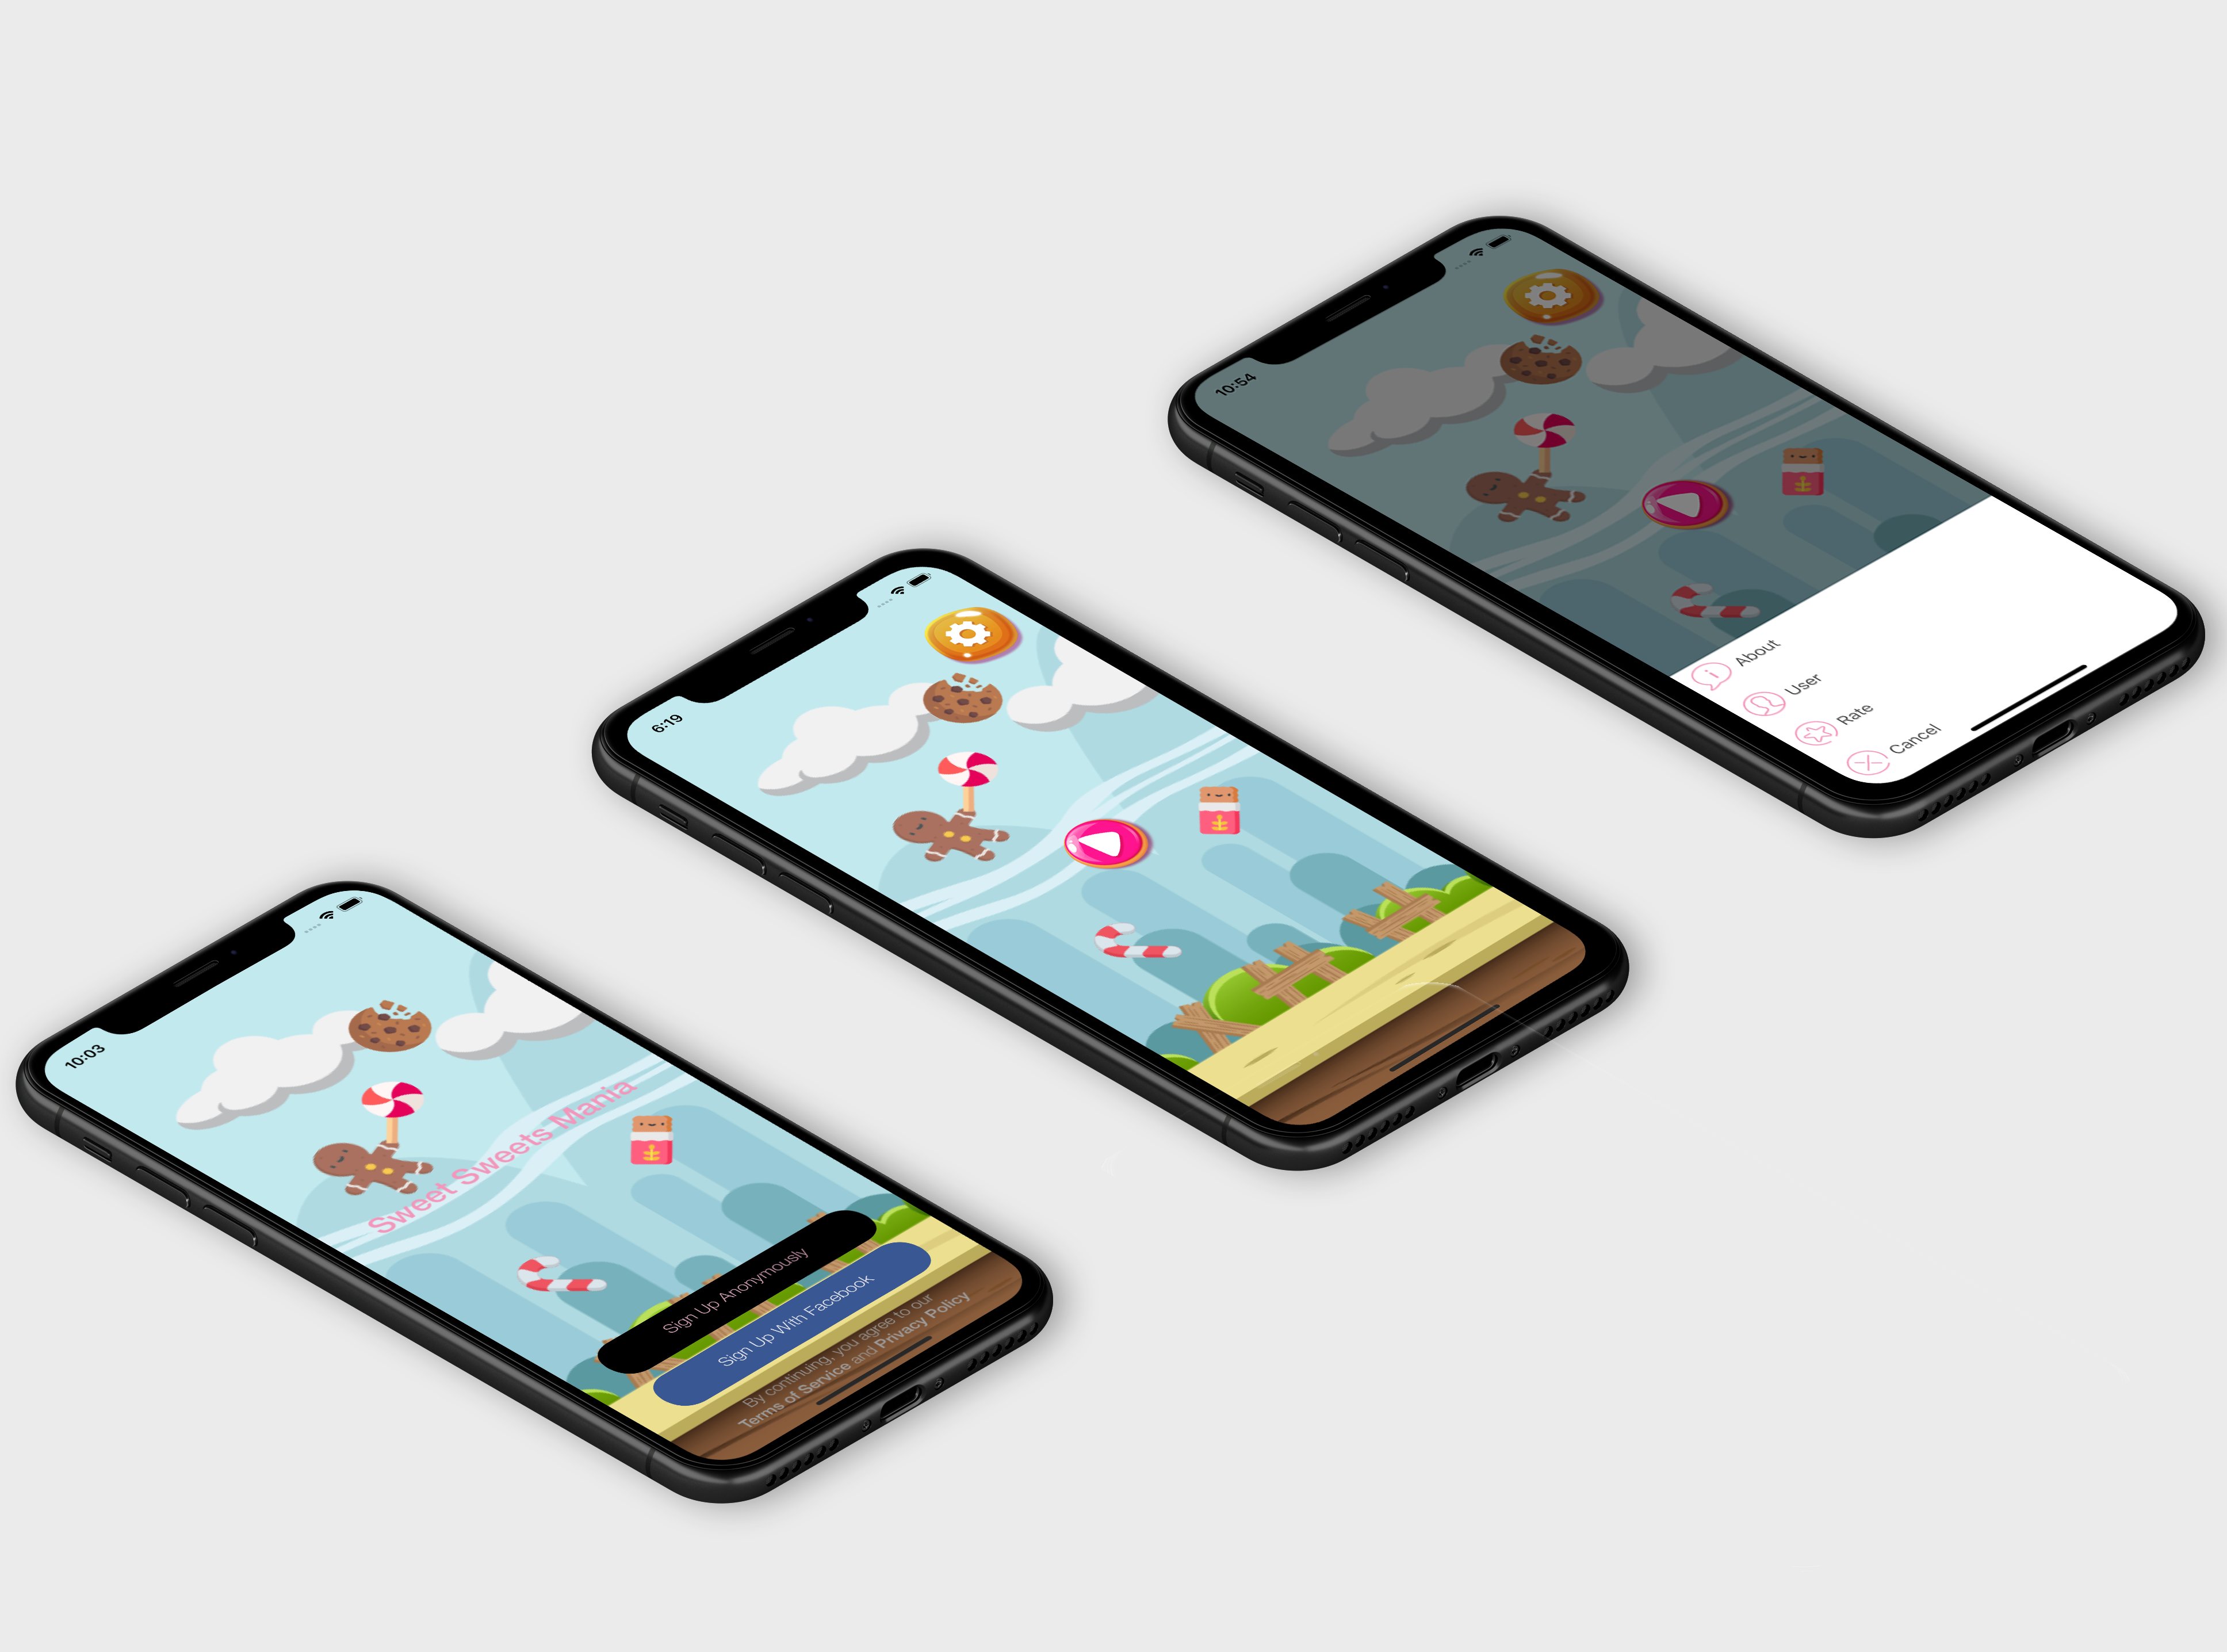 10:03
Sweet Sweets Mania
Sign Up Anonymously
Sign Up With Facebook
By continuing, you agree to our
Terms of Service and Privacy Policy
6:19
10:54
About
User
Rate
Cancel